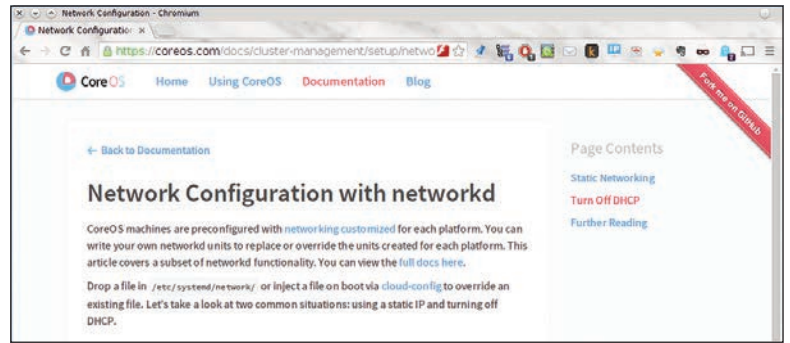 Network Configuration - Chromium
Network Configuration
https://coreos.com/docs/cluster-management/setup/netwo
CoreOS Home Using CoreOS Documentation Blog
Fork me on GitHub
← Back to Documentation
Network Configuration with networkd
CoreOS machines are preconfigured with networking customized for each platform. You can
write your own networkd units to replace or override the units created for each platform. This
article covers a subset of networkd functionality. You can view the full docs here.
Drop a file in /etc/systemd/network/ or inject a file on boot via cloud-config to override an
existing file. Let's take a look at two common situations: using a static IP and turning off
DHCP.
Page Contents
Static Networking
Turn Off DHCP
Further Reading